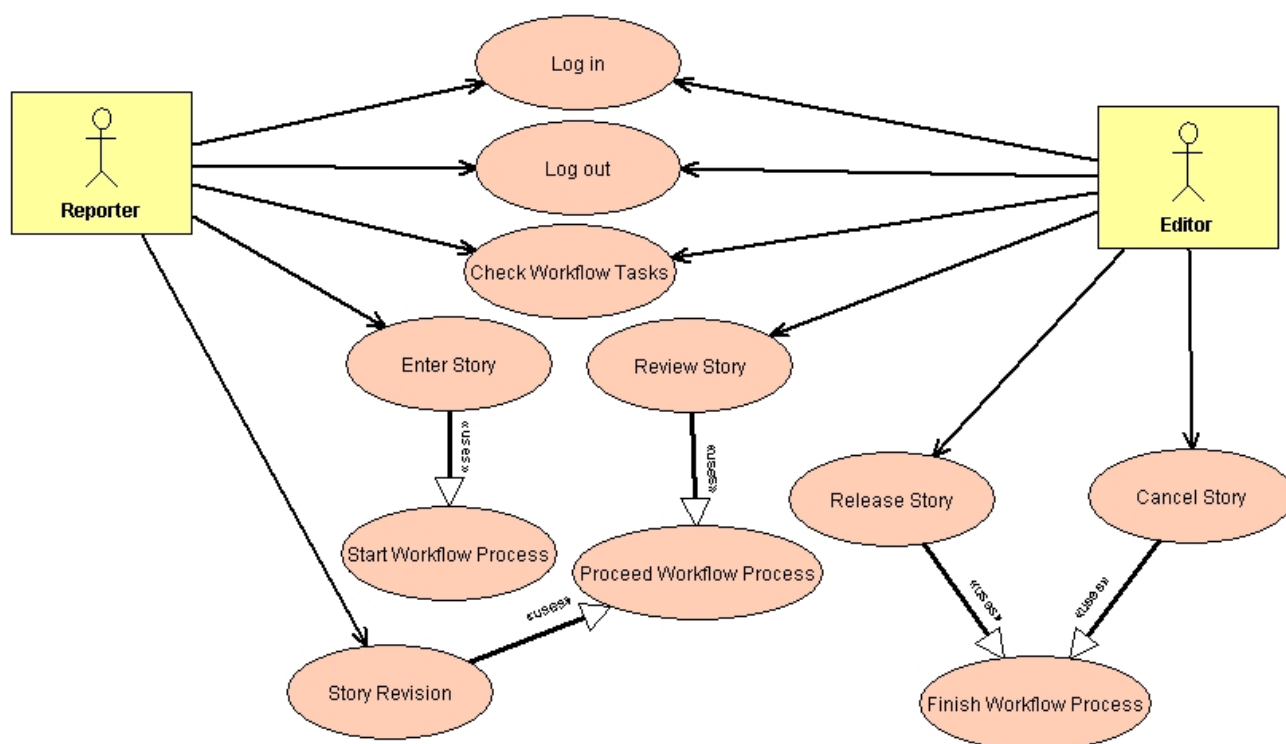 Log in
Reporter
Log out
Editor
Check Workflow Tasks
Enter Story
Review Story
«uses»
«uses»
Release Story
Cancel Story
Start Workflow Process
Proceed Workflow Process
«uses»
«uses»
«uses»
Story Revision
Finish Workflow Process